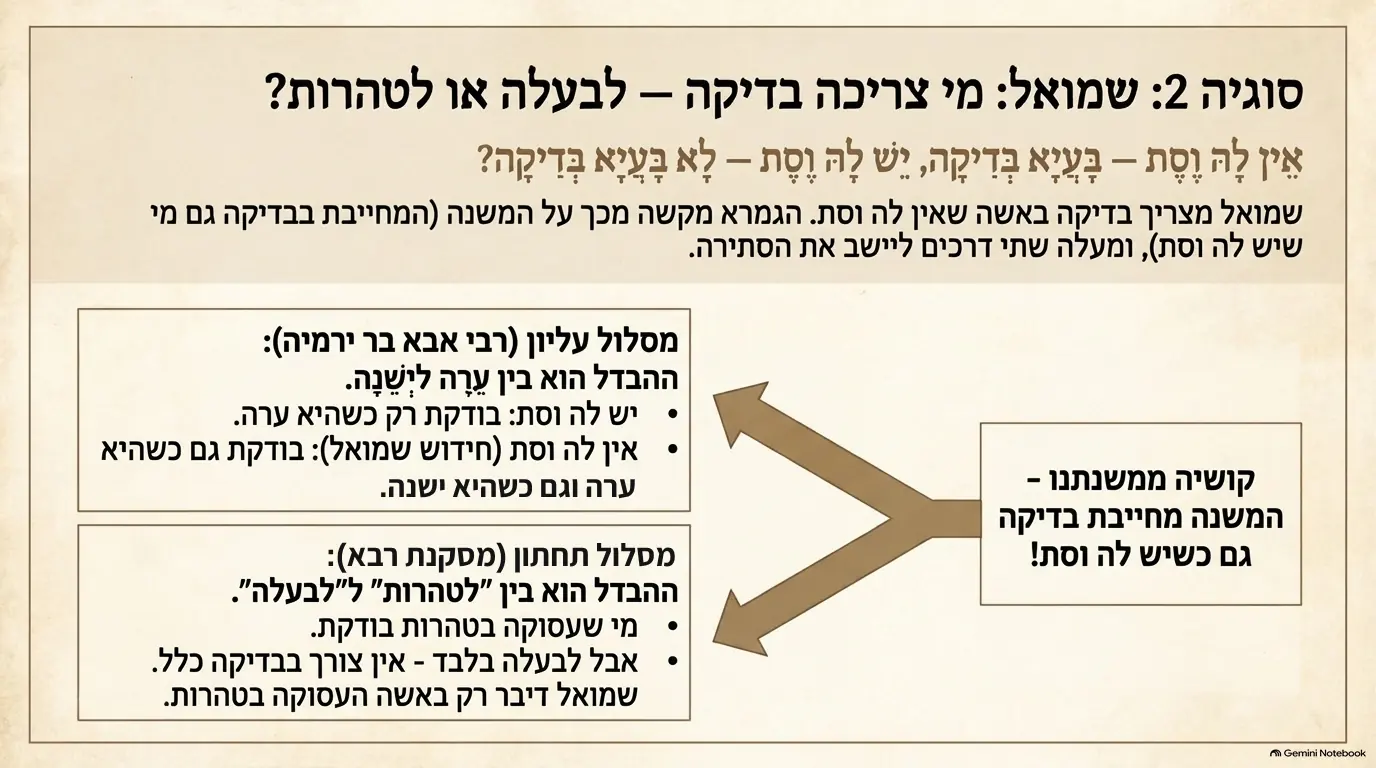 סוגיה 2: שמואל: מי צריכה בדיקה – לבעלה או לטהרות?
אֵין לָהּ וֶסֶת – בָּעֲיָא בְּדִיקָה, יֵשׁ לָהּ וֶסֶת – לָא בָּעֲיָא בְּדִיקָה?
שמואל מצריך בדיקה באשה שאין לה וסת. הגמרא מקשה מכך על המשנה (המחייבת בבדיקה גם מי
שיש לה וסת), ומעלה שתי דרכים ליישב את הסתירה.
קושיה ממשנתנו –
המשנה מחייבת בדיקה
גם כשיש לה וסת!
מסלול עליון (רבי אבא בר ירמיה):
ההבדל הוא בין עֵרָה לִיְשֵׁנָה.
• יש לה וסת: בודקת רק כשהיא ערה.
• אין לה וסת (חידוש שמואל): בודקת גם כשהיא
ערה וגם כשהיא ישנה.
מסלול תחתון (מסקנת רבא):
ההבדל הוא בין "לטהרות" ל"לבעלה".
• מי שעסוקה בטהרות בודקת.
• אבל לבעלה בלבד - אין צורך בבדיקה כלל.
שמואל דיבר רק באשה העסוקה בטהרות.
Gemini Notebook